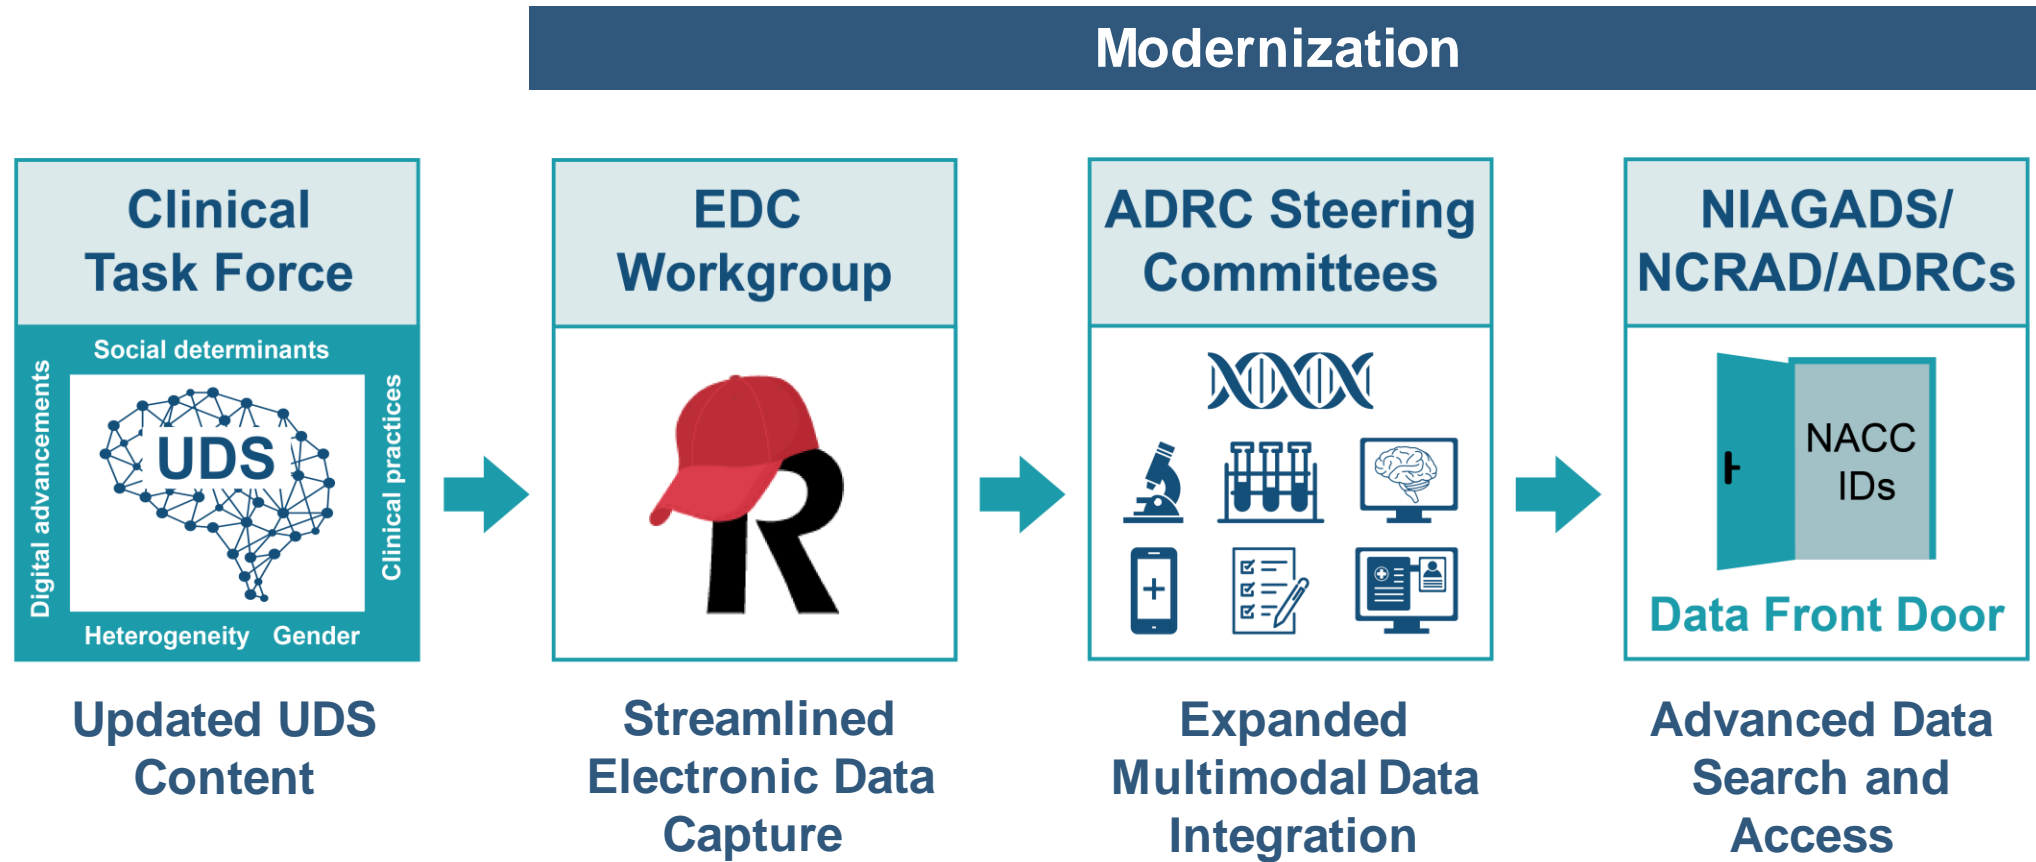 Modernization
Clinical
Task Force
Social determinants
Digital advancements
UDS
Clinical practices
Heterogeneity Gender
Updated UDS
Content
EDC
Workgroup
R
Streamlined
Electronic Data
Capture
ADRC Steering
Committees
Expanded
Multimodal Data
Integration
NIAGADS/
NCRAD/ADRCs
NACC
IDs
Data Front Door
Advanced Data
Search and
Access